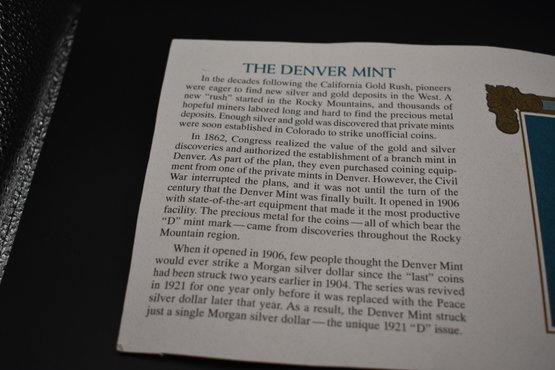 THE DENVER MINT
In the decades following the California Gold Rush, pioneers
were eager to find new silver and gold deposits in the West. A
new "rush" started in the Rocky Mountains, and thousands of
hopeful miners labored long and hard to find the precious metal
deposits. Enough silver and gold was discovered that private mints
were soon established in Colorado to strike unofficial coins.
In 1862, Congress realized the value of the gold and silver
discoveries and authorized the establishment of a branch mint in
Denver. As part of the plan, they even purchased coining equip-
ment from one of the private mints in Denver. However, the Civil
War interrupted the plans, and it was not until the turn of the
century that the Denver Mint was finally built. It opened in 1906
with state-of-the-art equipment that made it the most productive
facility. The precious metal for the coins—all of which bear the
"D" mint mark—came from discoveries throughout the Rocky
Mountain region.
When it opened in 1906, few people thought the Denver Mint
would ever strike a Morgan silver dollar since the "last" coins
had been struck two years earlier in 1904. The series was revived
in 1921 for one year only before it was replaced with the Peace
silver dollar later that year. As a result, the Denver Mint struck
just a single Morgan silver dollar—the unique 1921 "D" issue.